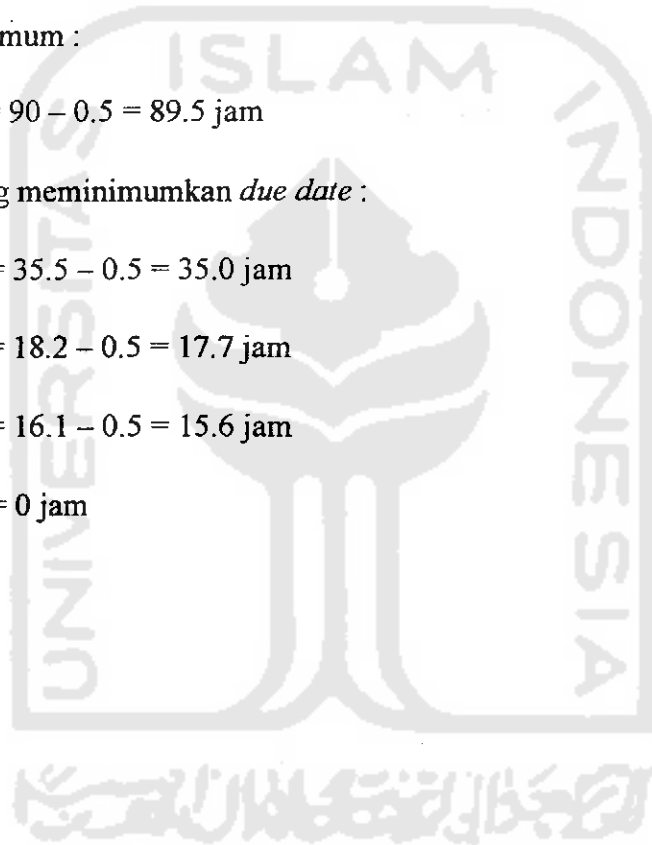 mum :
90 – 0.5 = 89.5 jam
g meminimumkan due date :
= 35.5 – 0.5 = 35.0 jam
= 18.2 – 0.5 = 17.7 jam
= 16.1 – 0.5 = 15.6 jam
= 0 jam
ISLAM
UNIVERSITAS
INDONESIA